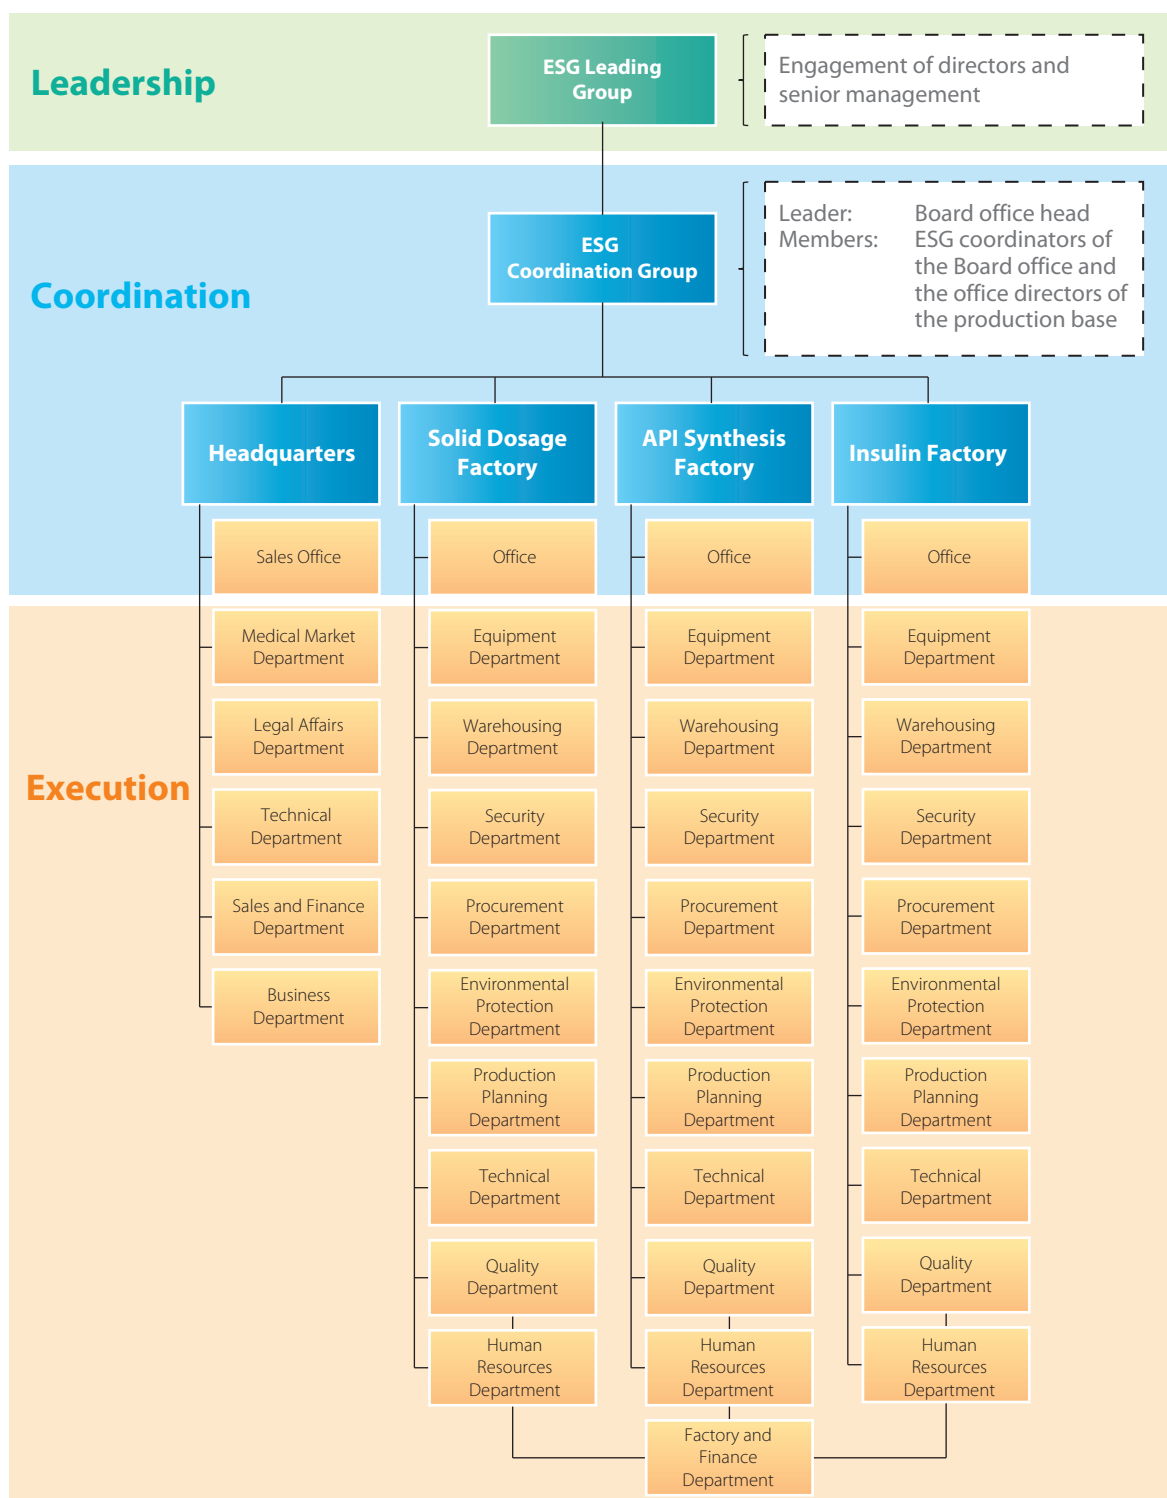 Leadership
ESG Leading
Group
Engagement of directors and
senior management
Coordination
ESG
Coordination Group
Leader: Board office head
Members: ESG coordinators of
the Board office and
the office directors of
the production base
Headquarters
Solid Dosage
Factory
API Synthesis
Factory
Insulin Factory
Sales Office
Office
Office
Office
Execution
Medical Market
Department
Legal Affairs
Department
Technical
Department
Sales and Finance
Department
Business
Department
Equipment
Department
Warehousing
Department
Security
Department
Procurement
Department
Environmental
Protection
Department
Production
Planning
Department
Technical
Department
Quality
Department
Human
Resources
Department
Equipment
Department
Warehousing
Department
Security
Department
Procurement
Department
Environmental
Protection
Department
Production
Planning
Department
Technical
Department
Quality
Department
Human
Resources
Department
Equipment
Department
Warehousing
Department
Security
Department
Procurement
Department
Environmental
Protection
Department
Production
Planning
Department
Technical
Department
Quality
Department
Human
Resources
Department
Factory and
Finance
Department